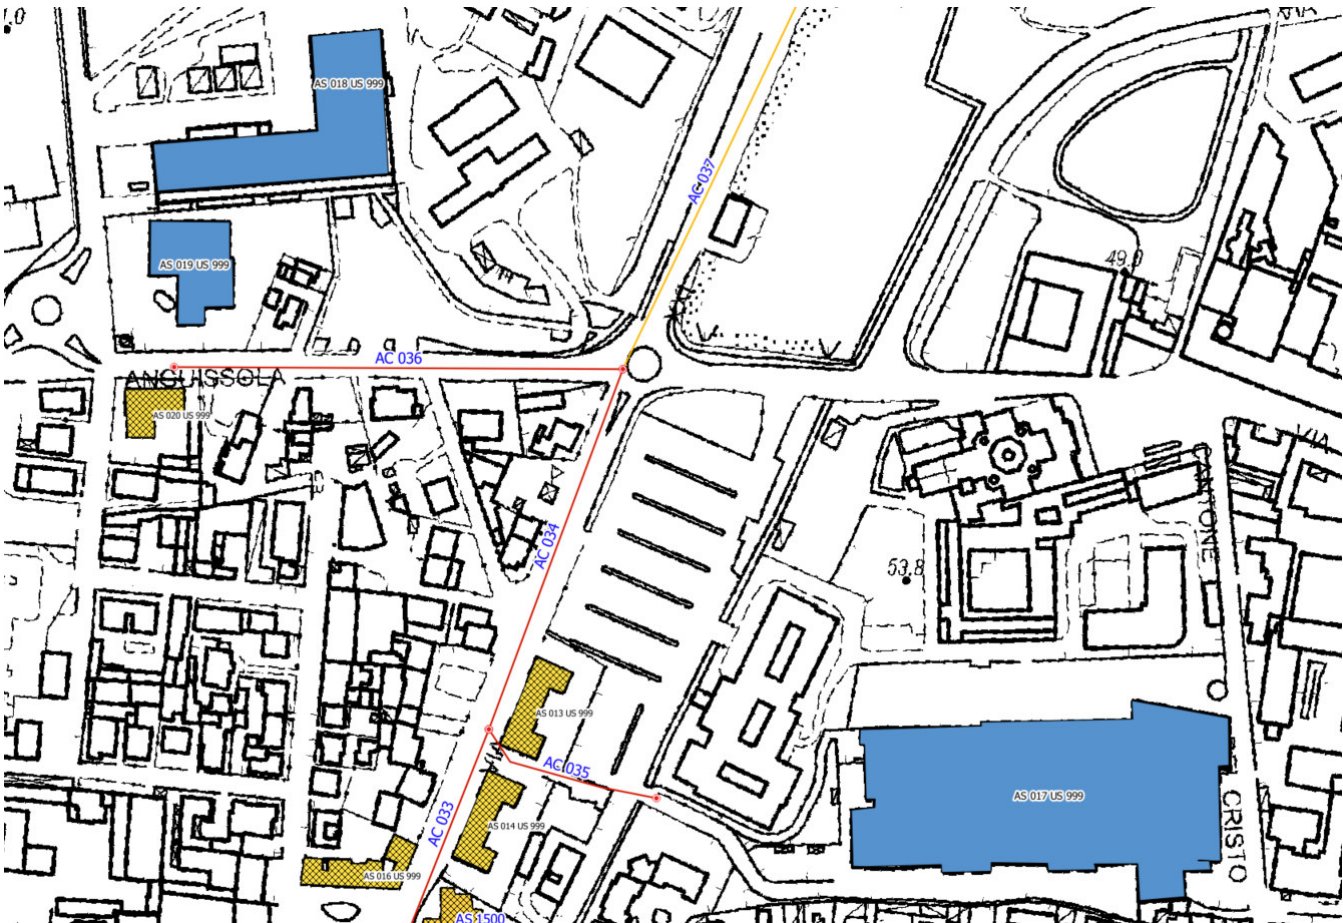 .0
AS 018 US 999
AC 037
AS 019 US 999
49,9
AC 036
ANGUISSOLA
AS 020 US 999
VIA
CANTONE
AC 034
53,8
AS 013 US 999
AC 035
AS 017 US 999
AC 033
AS 014 US 999
CRISTO
AS 016 US 999
AS 1500